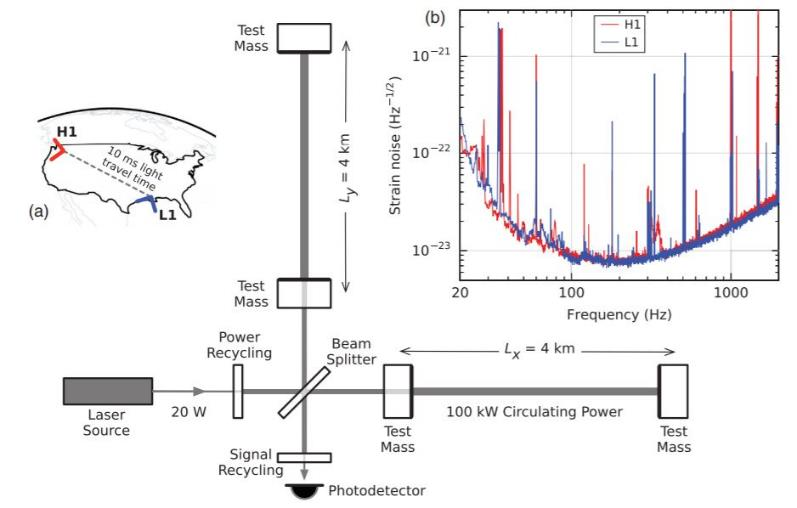 (a)
H1
10 ms light
travel time
L1
Test
Mass
L_y = 4 km
Test
Mass
Power
Recycling
Beam
Splitter
Laser
Source
20 W
Signal
Recycling
Photodetector
L_x = 4 km
100 kW Circulating Power
Test
Mass
Test
Mass
(b)
H1
L1
Strain noise (Hz^{-1/2})
10^{-21}
10^{-22}
10^{-23}
20
100
1000
Frequency (Hz)